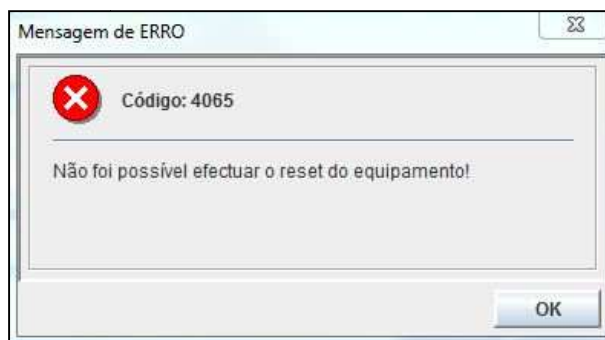 Mensagem de ERRO
Código: 4065
Não foi possível efectuar o reset do equipamento!
OK